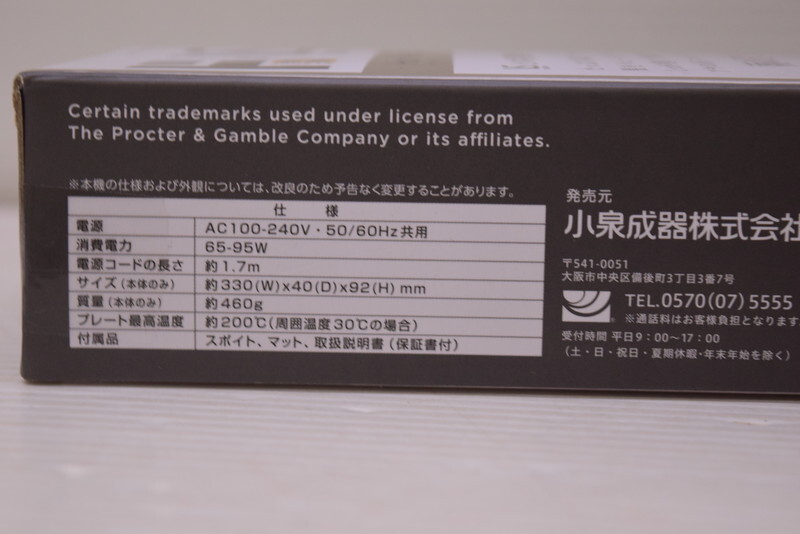 Certain trademarks used under license from
The Procter & Gamble Company or its affiliates.
※本機の仕様および外観については、改良のため予告なく変更することがあります。
仕 様
電源 AC100-240V・50/60Hz共用
消費電力 65-95W
電源コードの長さ 約1.7m
サイズ(本体のみ) 約330(W)x40(D)x92(H) mm
質量(本体のみ) 約460g
プレート最高温度 約200℃(周囲温度30℃の場合)
付属品 スポイト、マット、取扱説明書(保証書付)
発売元
小泉成器株式会社
〒541-0051
大阪市中央区備後町3丁目3番7号
TEL.0570(07)5555
※通話料はお客様負担となります
受付時間 平日9:00〜17:00
(土・日・祝日・夏期休暇・年末年始を除く)